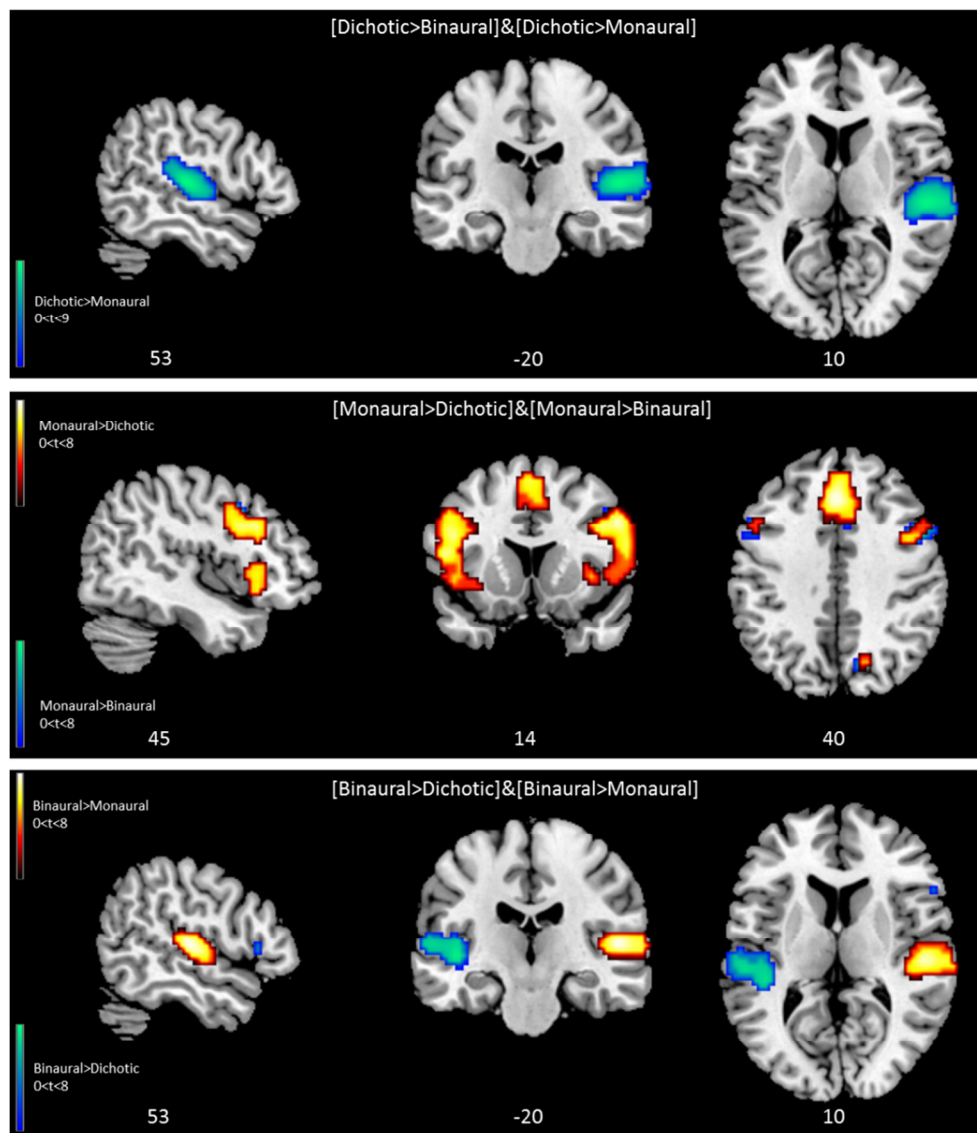 [Dichotic>Binaural]&[Dichotic>Monaural]
Dichotic>Monaural
0<t<9
53
-20
10
[Monaural>Dichotic]&[Monaural>Binaural]
Monaural>Dichotic
0<t<8
Monaural>Binaural
0<t<8
45
14
40
[Binaural>Dichotic]&[Binaural>Monaural]
Binaural>Monaural
0<t<8
Binaural>Dichotic
0<t<8
53
-20
10